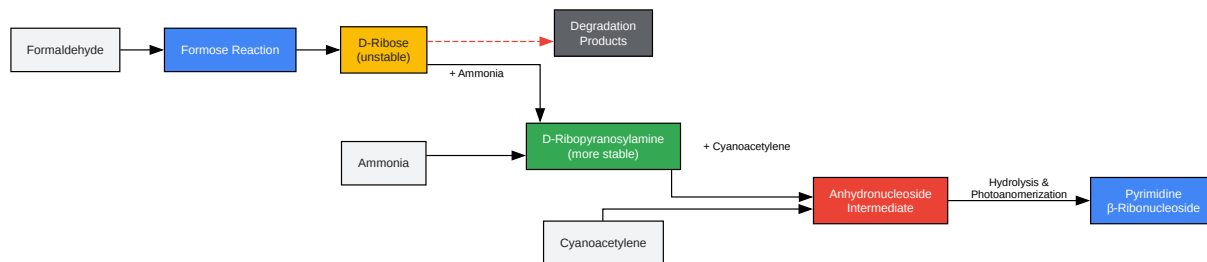 Formaldehyde
Formose Reaction
D-Ribose
(unstable)
Degradation
Products
+ Ammonia
Ammonia
D-Ribopyranosylamine
(more stable)
+ Cyanoacetylene
Cyanoacetylene
Anhydronucleoside
Intermediate
Hydrolysis &
Photoanomerization
Pyrimidine
β-Ribonucleoside